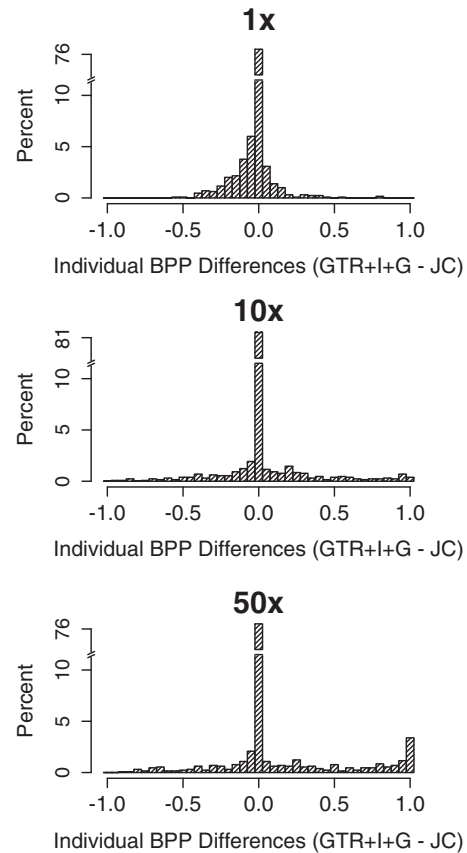 1x
Percent
76
10
5
0
-1.0 -0.5 0.0 0.5 1.0
Individual BPP Differences (GTR+I+G - JC)
10x
Percent
81
10
5
0
-1.0 -0.5 0.0 0.5 1.0
Individual BPP Differences (GTR+I+G - JC)
50x
Percent
76
10
5
0
-1.0 -0.5 0.0 0.5 1.0
Individual BPP Differences (GTR+I+G - JC)